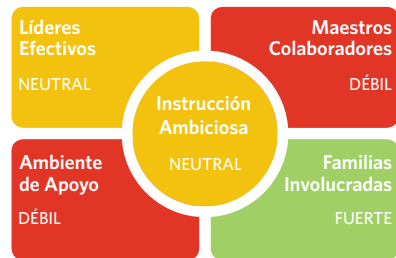 Líderes
Efectivos
NEUTRAL
Maestros
Colaboradores
DÉBIL
Instrucción
Ambiciosa
NEUTRAL
Ambiente
de Apoyo
DÉBIL
Familias
Involucradas
FUERTE